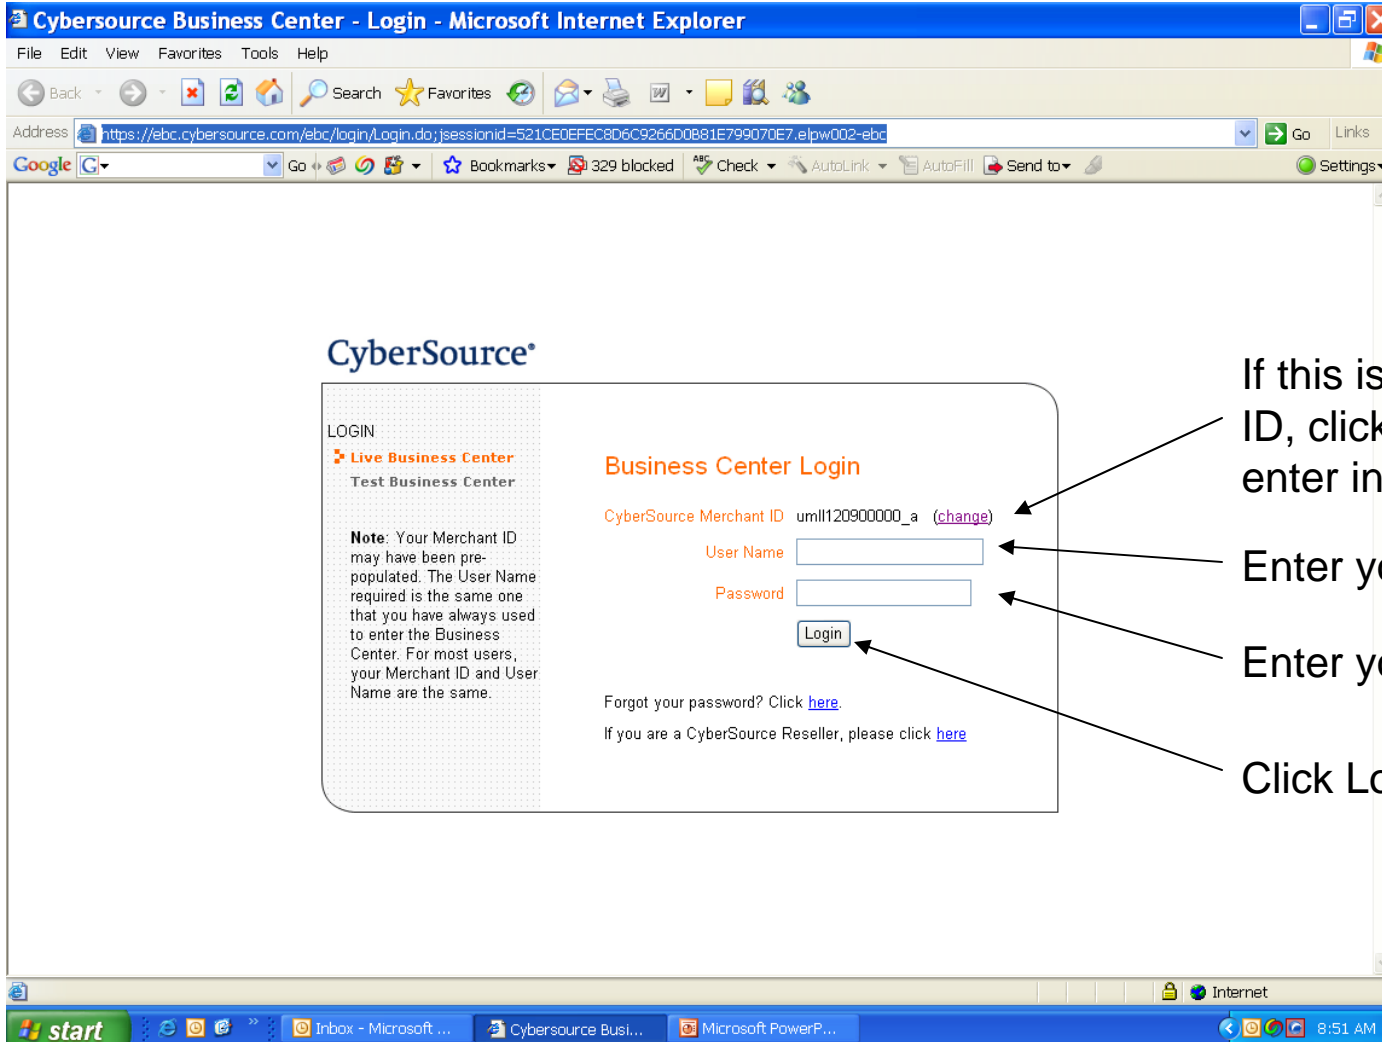 Cybersource Business Center - Login - Microsoft Internet Explorer
File Edit View Favorites Tools Help
Back Search Favorites
Address https://ebc.cybersource.com/ebc/login/Login.do;jsessionid=521CE0EFEC8D6C9266D0B81E799070E7.elpw002-ebc Go Links
Google G Go Bookmarks 329 blocked ABC Check AutoLink AutoFill Send to Settings
CyberSource®
LOGIN
Live Business Center
Test Business Center
Note: Your Merchant ID
may have been pre-
populated. The User Name
required is the same one
that you have always used
to enter the Business
Center. For most users,
your Merchant ID and User
Name are the same.
Business Center Login
CyberSource Merchant ID umll120900000_a (change)
User Name
Password
Login
Forgot your password? Click here.
If you are a CyberSource Reseller, please click here
If this is
ID, click
enter in
Enter yo
Enter yo
Click Lo
Internet
start Inbox - Microsoft ... Cybersource Busi... Microsoft PowerP... 8:51 AM